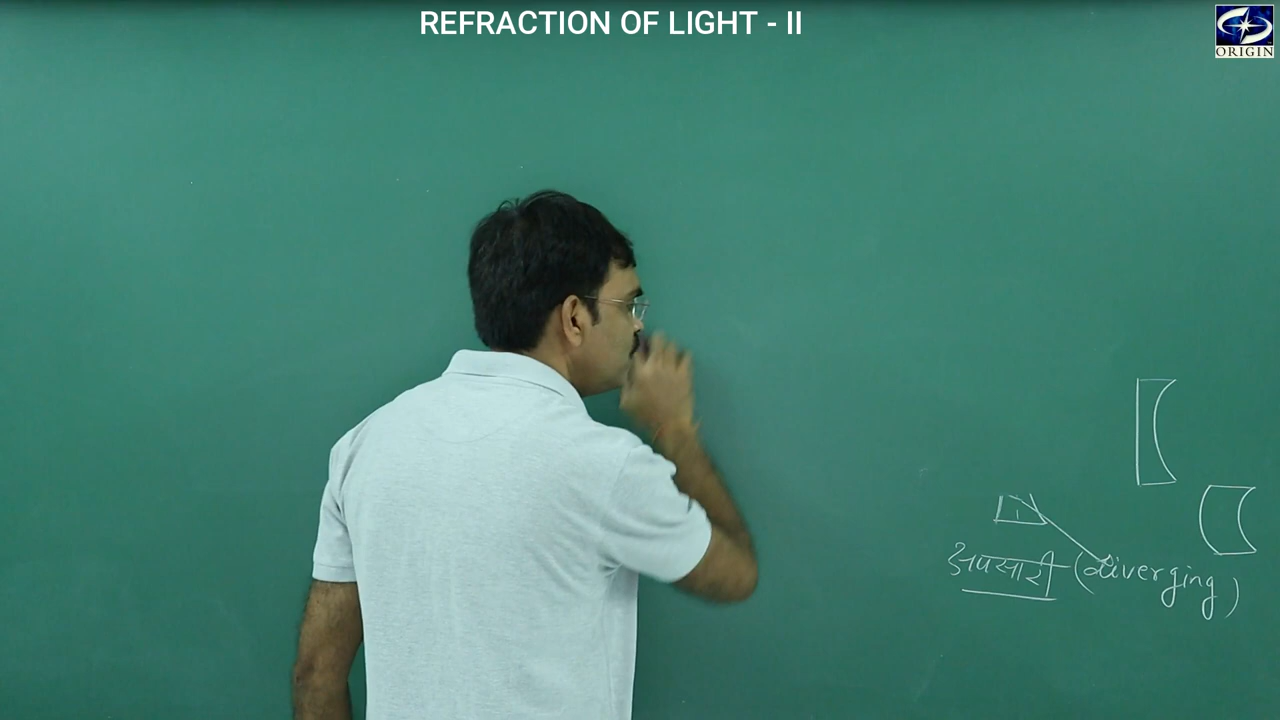 REFRACTION OF LIGHT - II
ORIGIN
अपसारी (diverging)